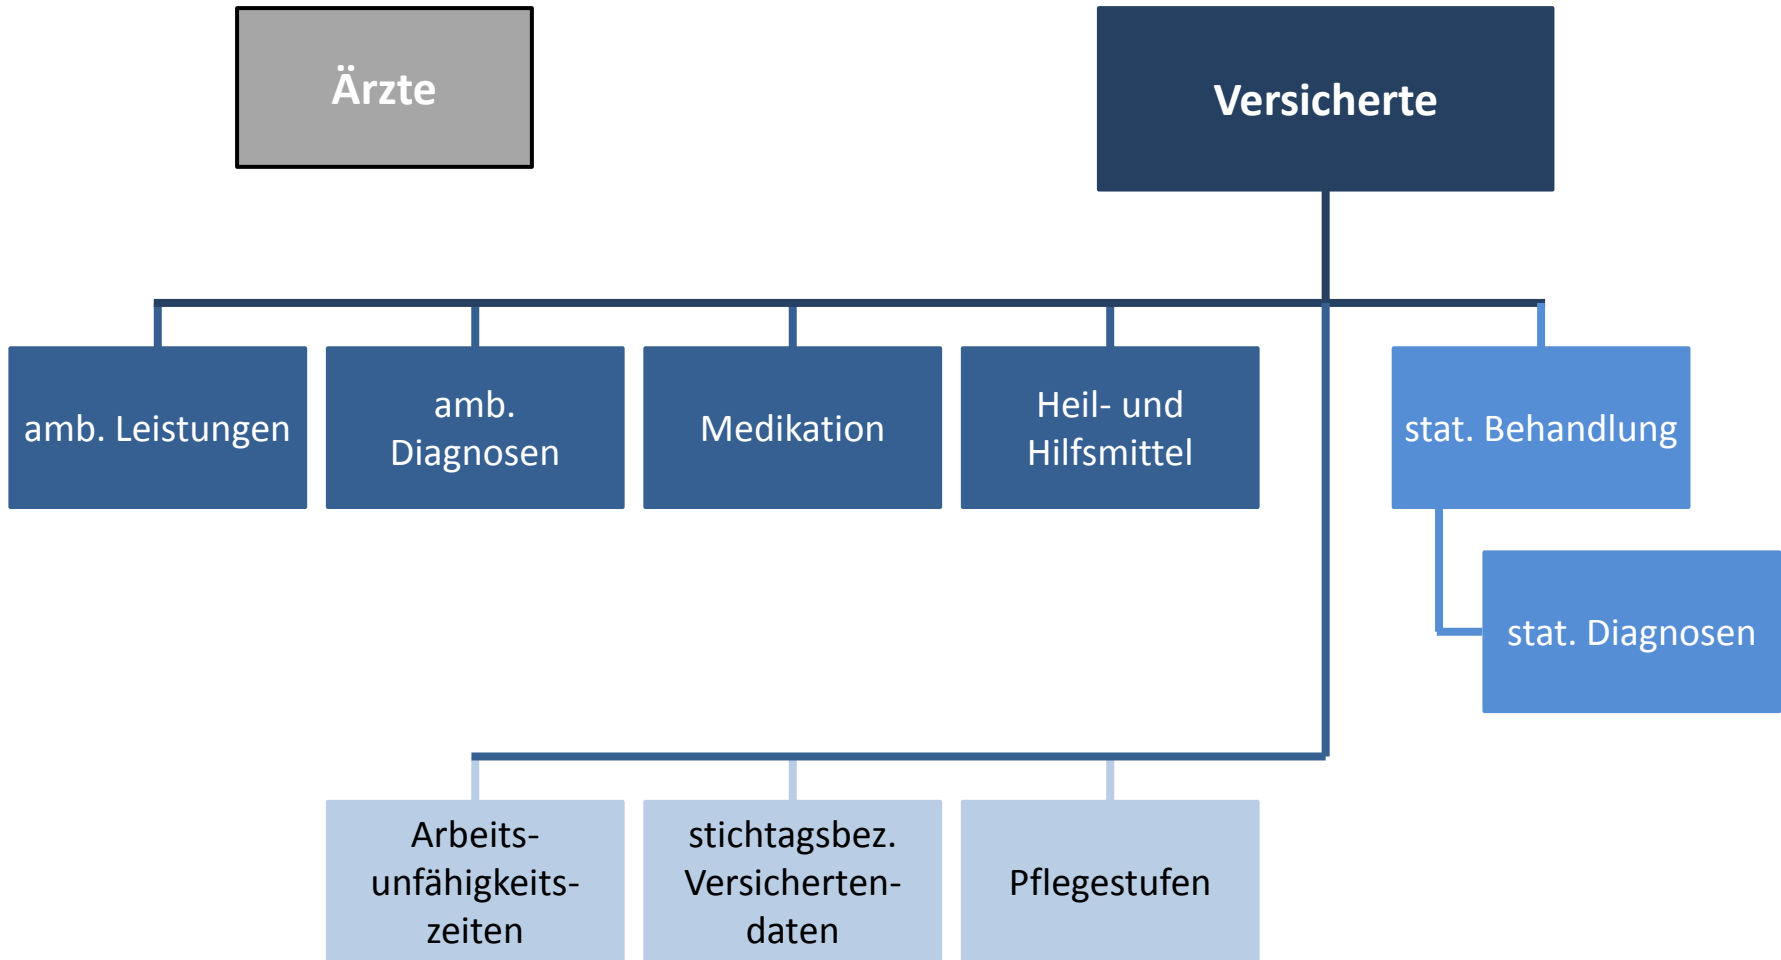 Ärzte
Versicherte
amb. Leistungen
amb.
Diagnosen
Medikation
Heil- und
Hilfsmittel
stat. Behandlung
stat. Diagnosen
Arbeits-
unfähigkeits-
zeiten
stichtagsbez.
Versicherten-
daten
Pflegestufen